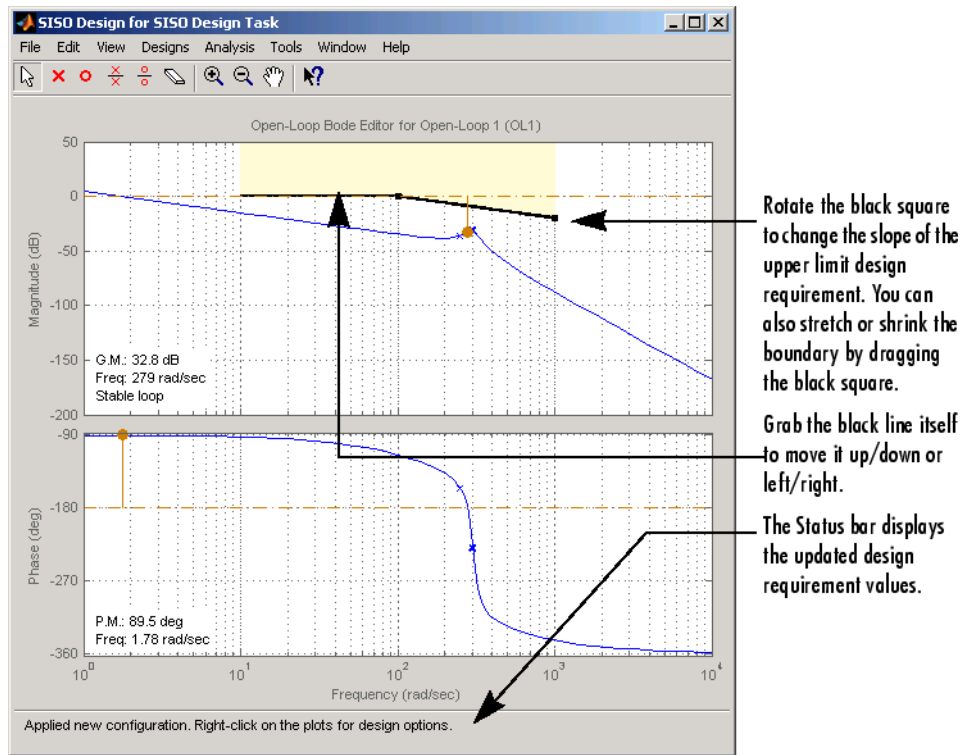 SISO Design for SISO Design Task
File Edit View Designs Analysis Tools Window Help
Open-Loop Bode Editor for Open-Loop 1 (OL1)
50
0
-50
-100
-150
-200
Magnitude (dB)
G.M.: 32.8 dB
Freq: 279 rad/sec
Stable loop
-90
-180
-270
-360
Phase (deg)
P.M.: 89.5 deg
Freq: 1.78 rad/sec
10^0 10^1 10^2 10^3 10^4
Frequency (rad/sec)
Applied new configuration. Right-click on the plots for design options.
Rotate the black square
to change the slope of the
upper limit design
requirement. You can
also stretch or shrink the
boundary by dragging
the black square.
Grab the black line itself
to move it up/down or
left/right.
The Status bar displays
the updated design
requirement values.